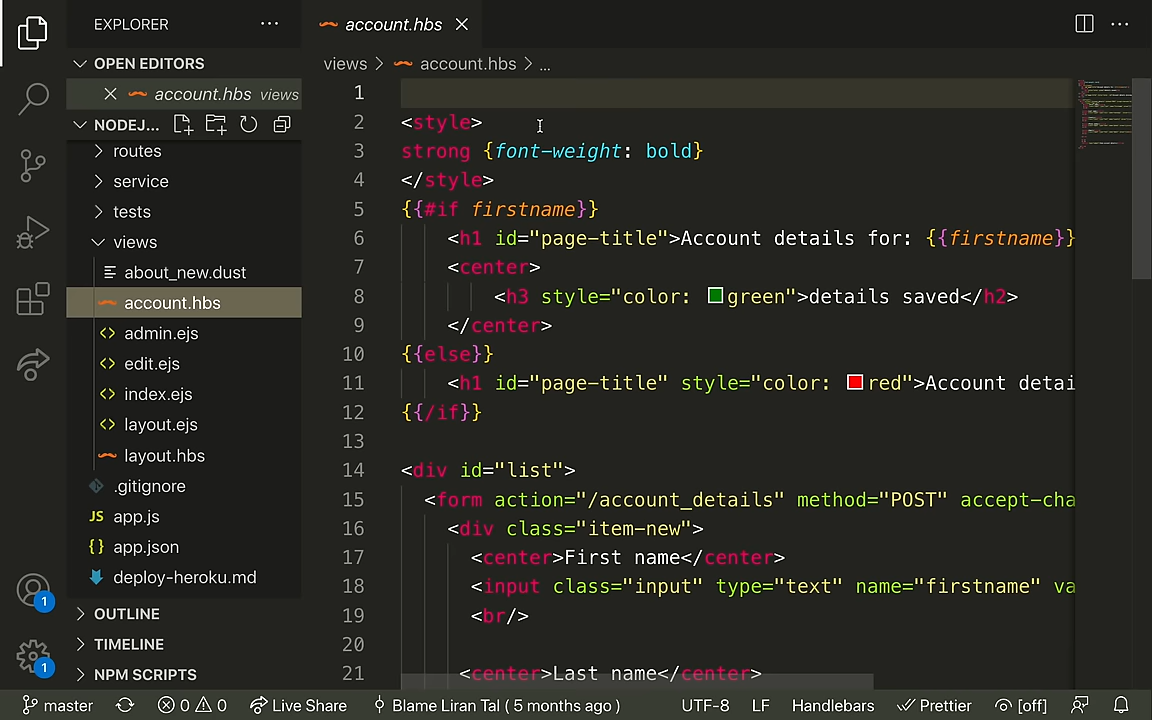 EXPLORER
OPEN EDITORS
account.hbs views
NODEJ...
routes
service
tests
views
about_new.dust
account.hbs
admin.ejs
edit.ejs
index.ejs
layout.ejs
layout.hbs
.gitignore
JS app.js
{} app.json
deploy-heroku.md
OUTLINE
TIMELINE
NPM SCRIPTS
1
1
account.hbs
views > account.hbs > ...
1
2 <style>
3 strong {font-weight: bold}
4 </style>
5 {{#if firstname}}
6 <h1 id="page-title">Account details for: {{firstname}}
7 <center>
8 <h3 style="color: green">details saved</h2>
9 </center>
10 {{else}}
11 <h1 id="page-title" style="color: red">Account detai
12 {{/if}}
13
14 <div id="list">
15 <form action="/account_details" method="POST" accept-cha
16 <div class="item-new">
17 <center>First name</center>
18 <input class="input" type="text" name="firstname" va
19 <br/>
20
21 <center>Last name</center>
master 0 0 Live Share Blame Liran Tal ( 5 months ago ) UTF-8 LF Handlebars Prettier [off]